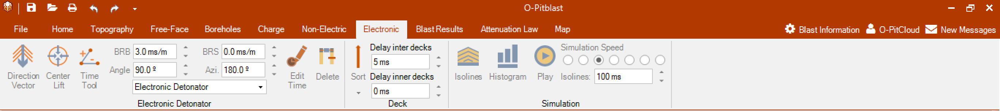 O-Pitblast
File Home Topography Free-Face Boreholes Charge Non-Electric Electronic Blast Results Attenuation Law Map Blast Information O-PitCloud New Messages
Direction
Vector
Center
Lift
Time
Tool
BRB 3.0 ms/m BRS 0.0 ms/m
Angle 90.0 º Azi. 180.0 º
Electronic Detonator
Edit
Time
Delete
Electronic Detonator
Sort
Delay inter decks
5 ms
Delay inner decks
0 ms
Deck
Isolines Histogram Play
Simulation Speed
Isolines: 100 ms
Simulation